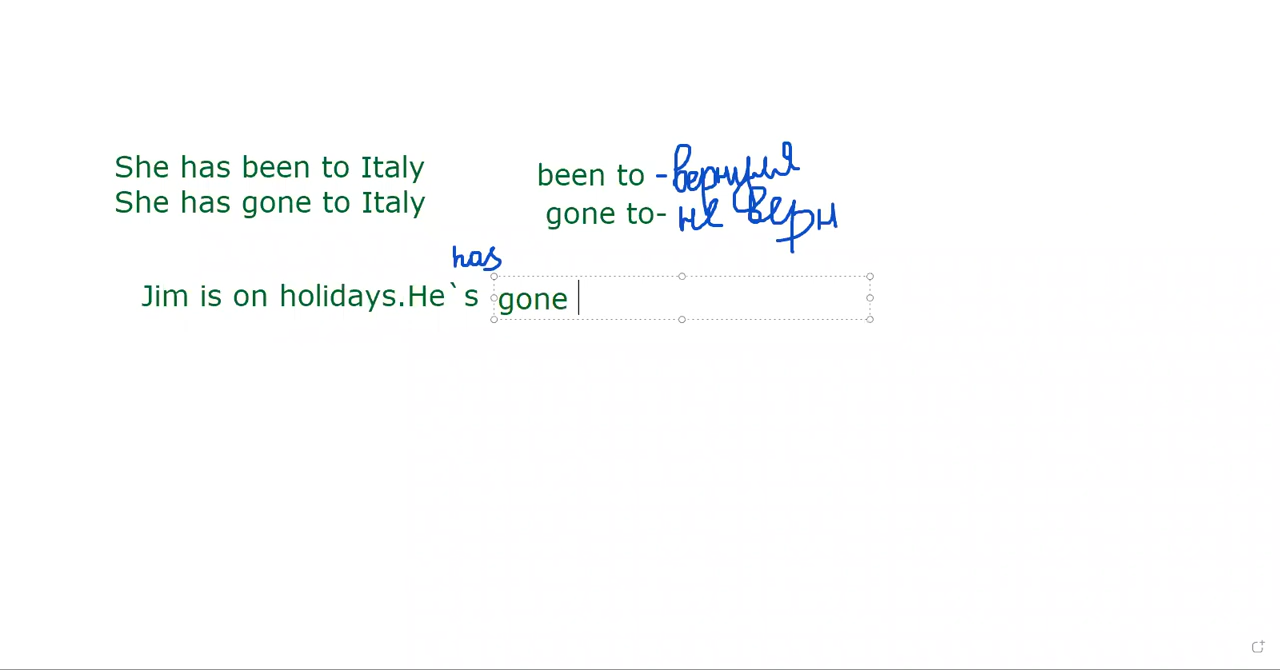 She has been to Italy
She has gone to Italy
been to -вернулся
gone to- не верн
has
Jim is on holidays.He`s gone